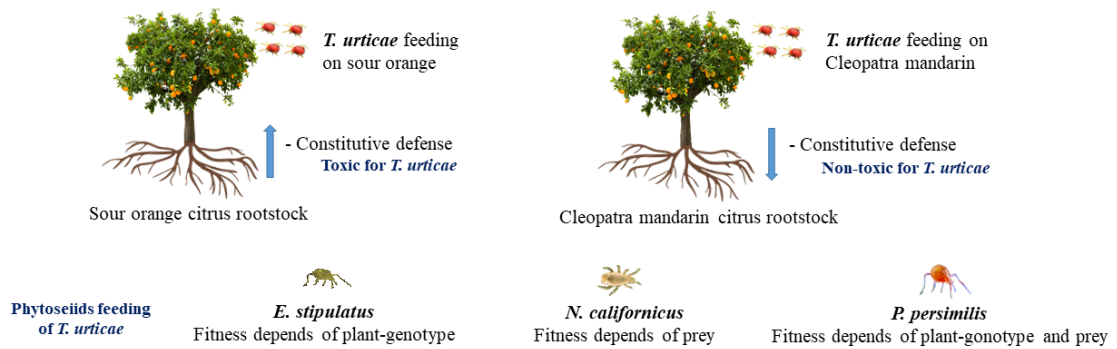 T. urticae feeding
on sour orange
- Constitutive defense
Toxic for T. urticae
Sour orange citrus rootstock
T. urticae feeding on
Cleopatra mandarin
- Constitutive defense
Non-toxic for T. urticae
Cleopatra mandarin citrus rootstock
Phytoseiids feeding
of T. urticae
E. stipulatus
Fitness depends of plant-genotype
N. californicus
Fitness depends of prey
P. persimilis
Fitness depends of plant-gonotype and prey